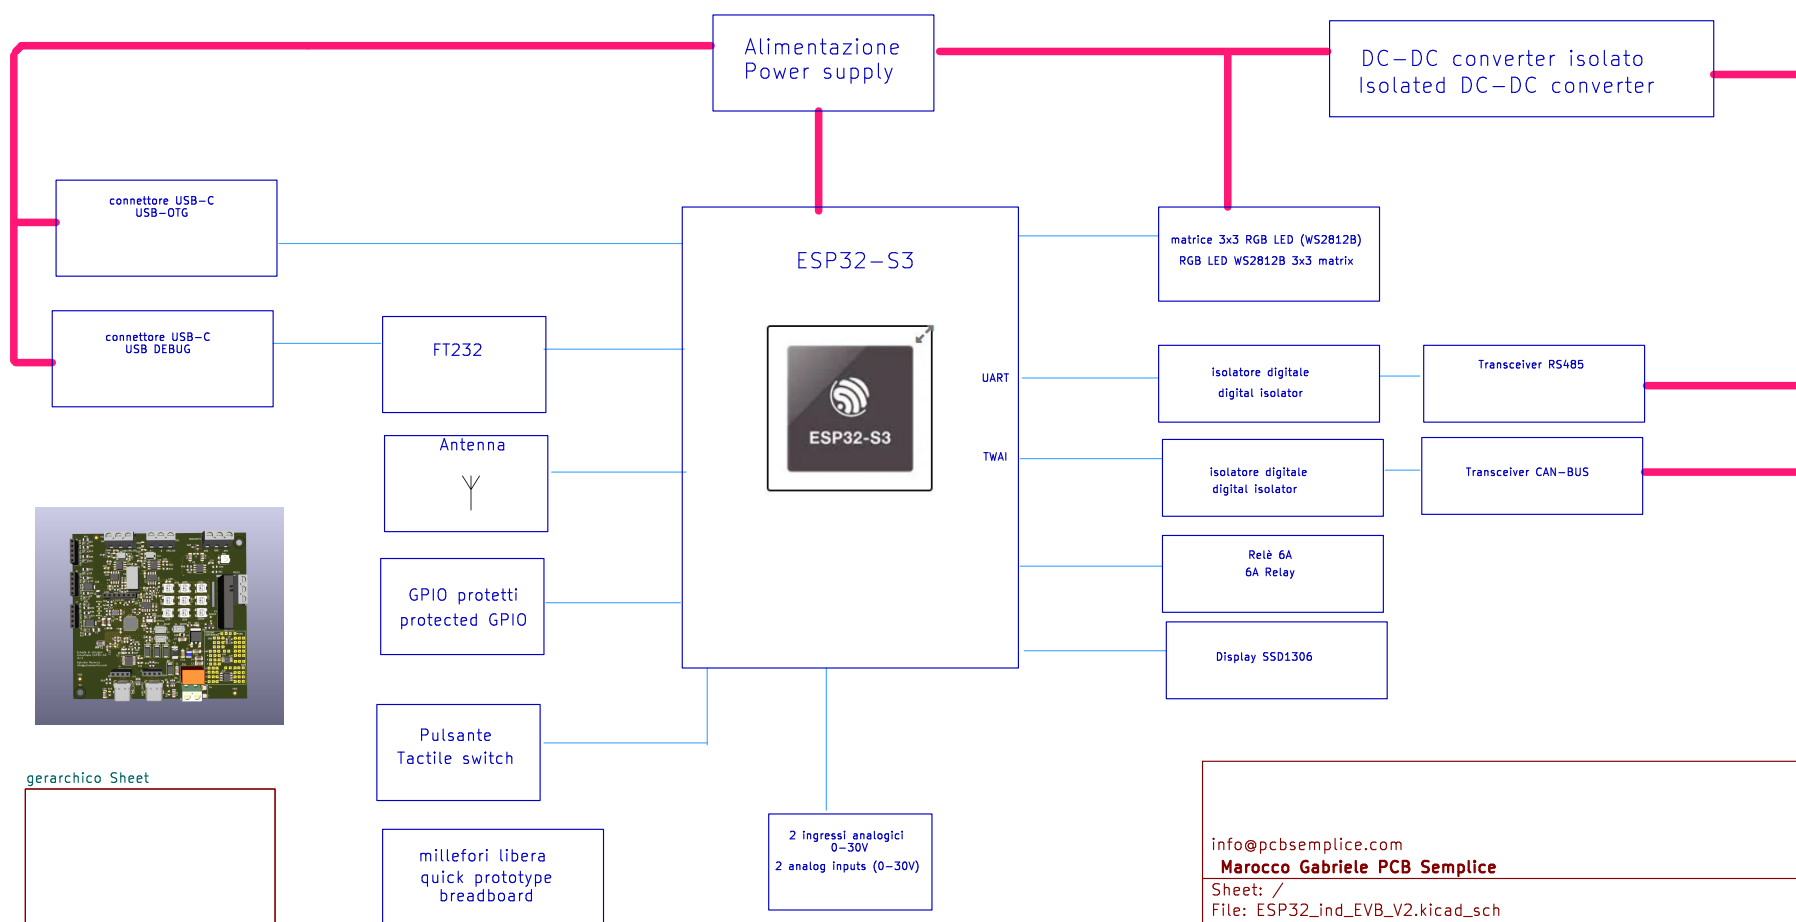 Alimentazione
Power supply
DC-DC converter isolato
Isolated DC-DC converter
connettore USB-C
USB-OTG
ESP32-S3
matrice 3x3 RGB LED (WS2812B)
RGB LED WS2812B 3x3 matrix
connettore USB-C
USB DEBUG
FT232
ESP32-S3
UART
isolatore digitale
digital isolator
Transceiver RS485
Antenna
TWAI
isolatore digitale
digital isolator
Transceiver CAN-BUS
Relè 6A
6A Relay
GPIO protetti
protected GPIO
Display SSD1306
Pulsante
Tactile switch
gerarchico Sheet
millefori libera
quick prototype
breadboard
2 ingressi analogici
0-30V
2 analog inputs (0-30V)
info@pcbsemplice.com
Marocco Gabriele PCB Semplice
Sheet: /
File: ESP32_ind_EVB_V2.kicad_sch